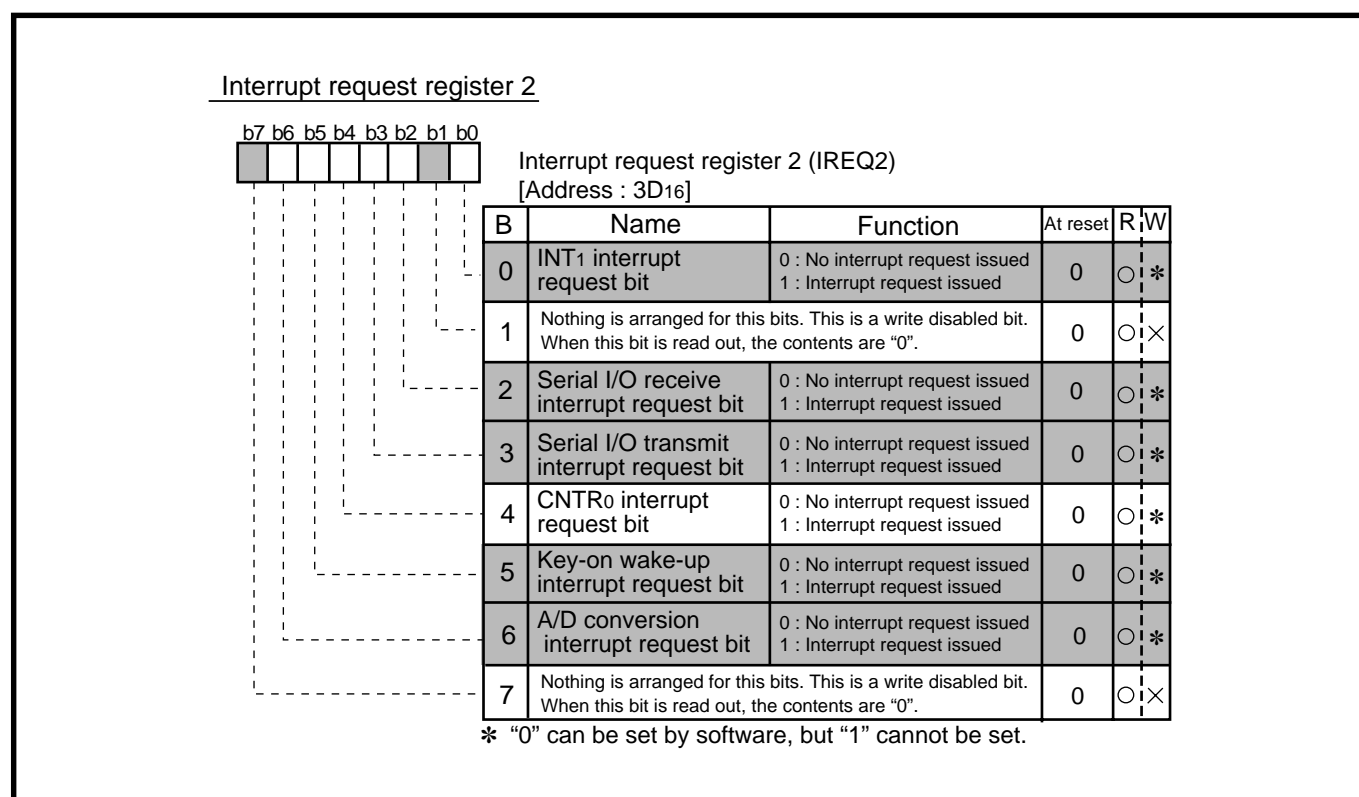 Interrupt request register 2
b7 b6 b5 b4 b3 b2 b1 b0
Interrupt request register 2 (IREQ2)
[Address : 3D16]
B Name Function At reset R W
0 INT1 interrupt request bit 0 : No interrupt request issued 0 ○ ✻
1 : Interrupt request issued
1 Nothing is arranged for this bits. This is a write disabled bit. 0 ○ ×
When this bit is read out, the contents are “0”.
2 Serial I/O receive interrupt request bit 0 : No interrupt request issued 0 ○ ✻
1 : Interrupt request issued
3 Serial I/O transmit interrupt request bit 0 : No interrupt request issued 0 ○ ✻
1 : Interrupt request issued
4 CNTR0 interrupt request bit 0 : No interrupt request issued 0 ○ ✻
1 : Interrupt request issued
5 Key-on wake-up interrupt request bit 0 : No interrupt request issued 0 ○ ✻
1 : Interrupt request issued
6 A/D conversion interrupt request bit 0 : No interrupt request issued 0 ○ ✻
1 : Interrupt request issued
7 Nothing is arranged for this bits. This is a write disabled bit. 0 ○ ×
When this bit is read out, the contents are “0”.
✻ “0” can be set by software, but “1” cannot be set.